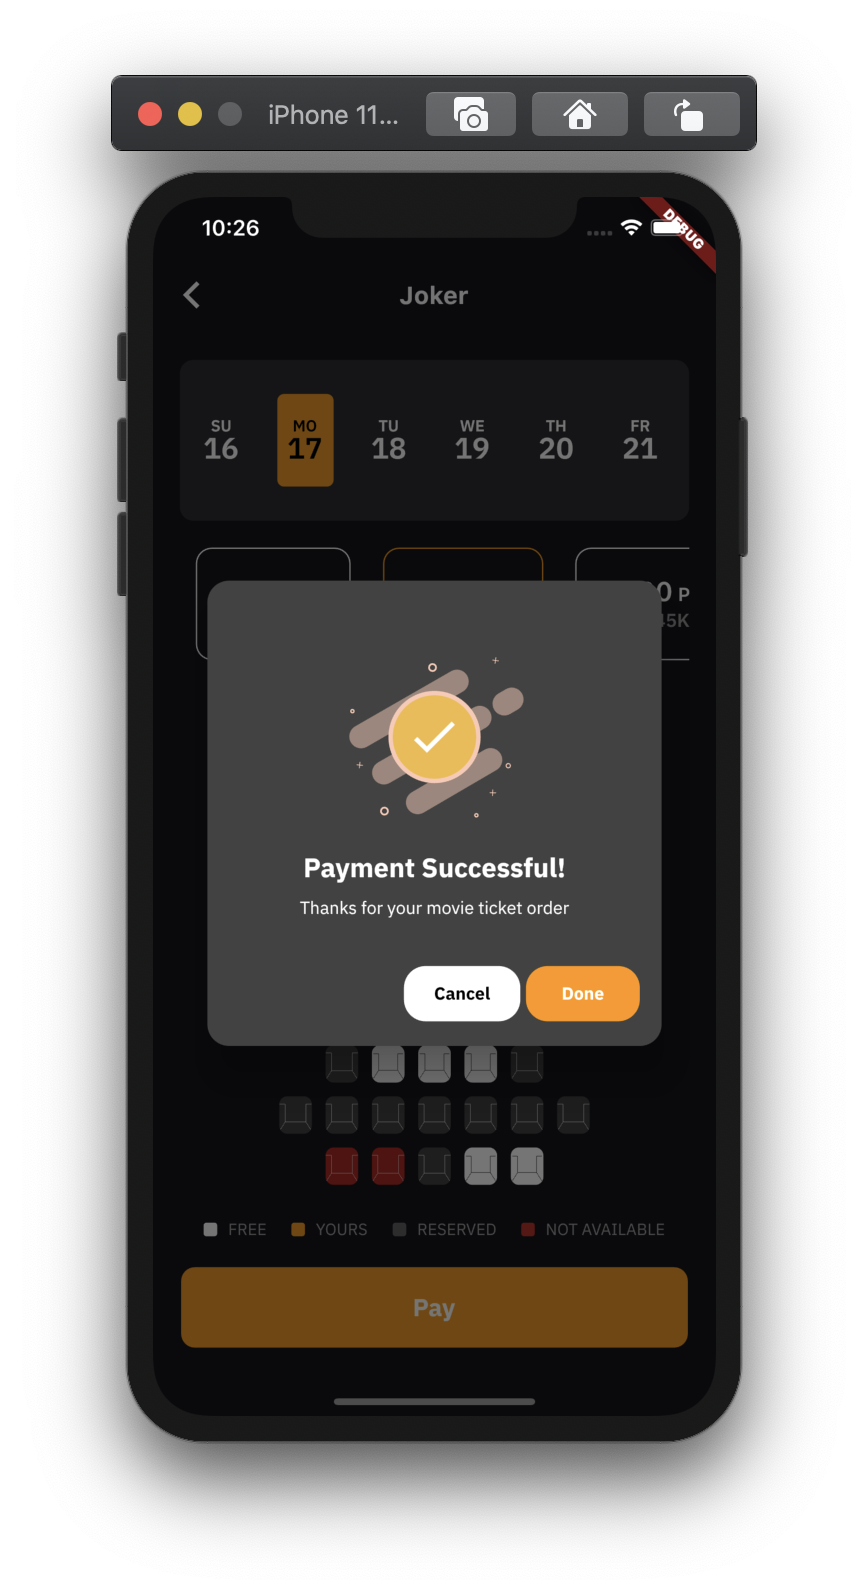 iPhone 11...
10:26
DEBUG
Joker
SU MO TU WE TH FR
16 17 18 19 20 21
0 P
45K
Payment Successful!
Thanks for your movie ticket order
Cancel Done
FREE YOURS RESERVED NOT AVAILABLE
Pay